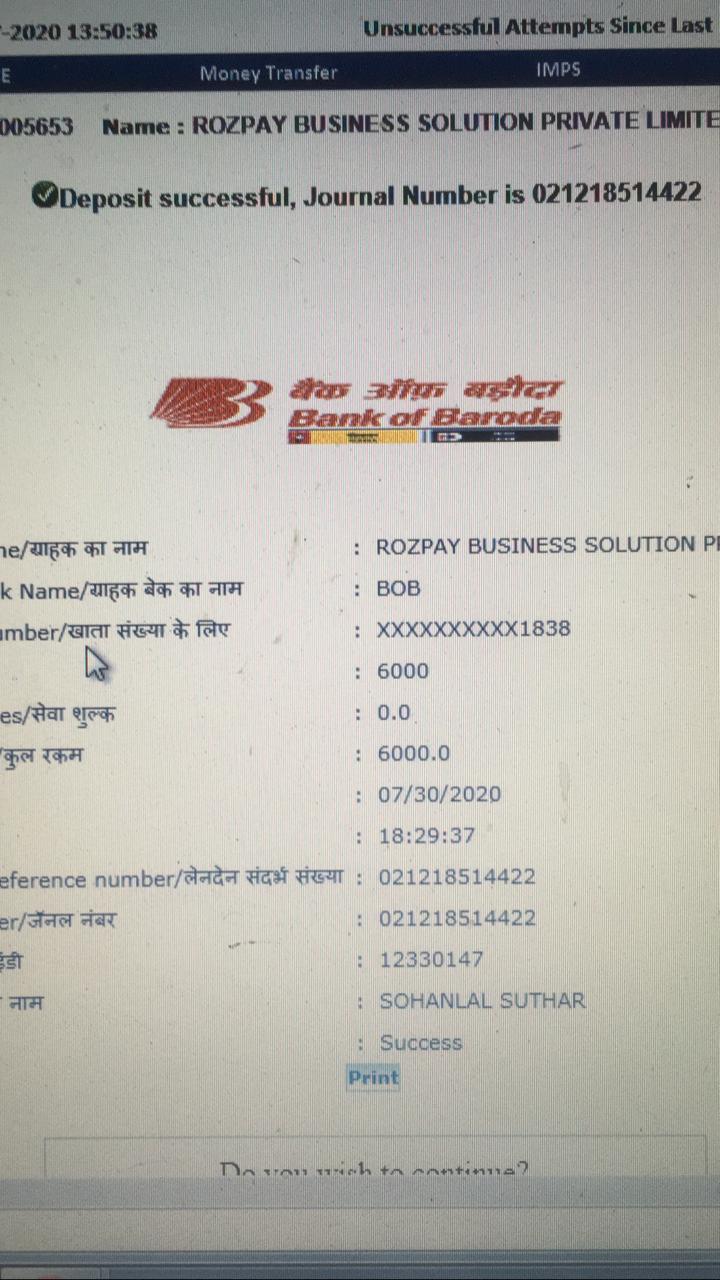 -2020 13:50:38 Unsuccessful Attempts Since Last
E Money Transfer IMPS
005653 Name : ROZPAY BUSINESS SOLUTION PRIVATE LIMITE
Deposit successful, Journal Number is 021218514422
बैंक ऑफ़ बड़ौदा
Bank of Baroda
ne/ग्राहक का नाम : ROZPAY BUSINESS SOLUTION PR
k Name/ग्राहक बेक का नाम : BOB
umber/खाता संख्या के लिए : XXXXXXXXXX1838
: 6000
es/सेवा शुल्क : 0.0
/कुल रकम : 6000.0
: 07/30/2020
: 18:29:37
eference number/लेनदेन संदर्भ संख्या : 021218514422
er/जॅनल नंबर : 021218514422
ईडी : 12330147
नाम : SOHANLAL SUTHAR
: Success
Print
Do you wish to continue?